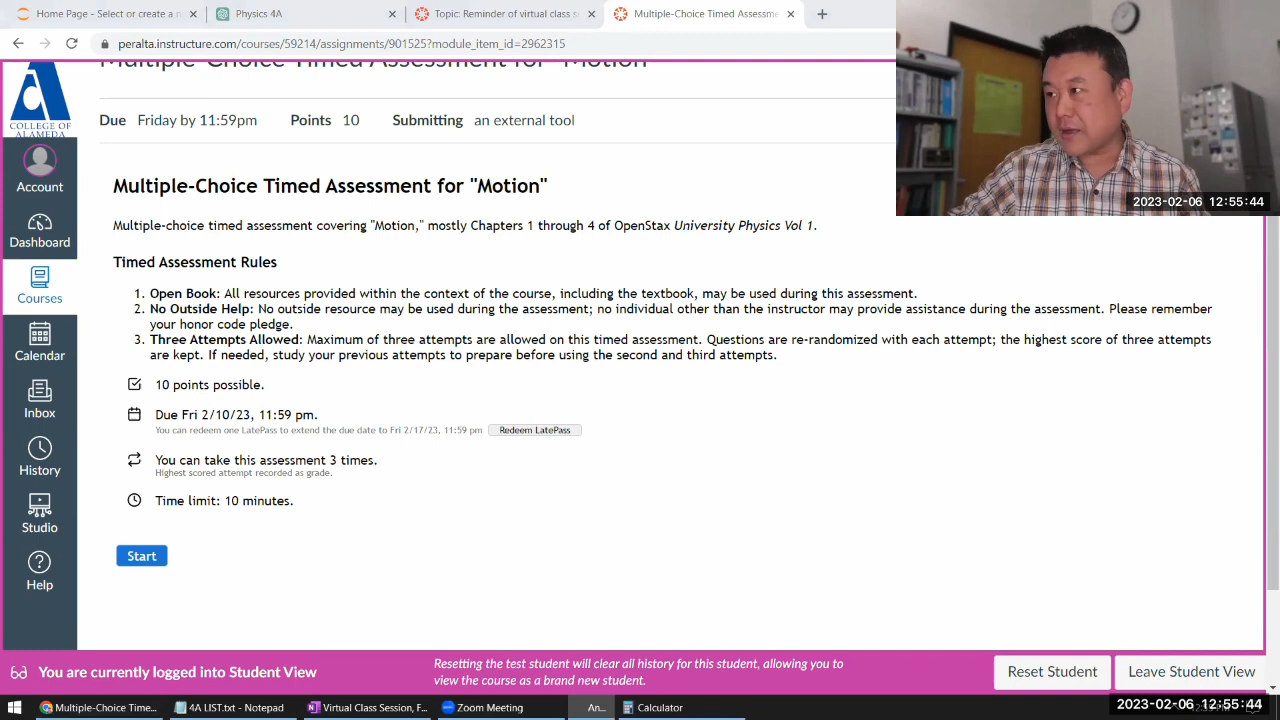 Home Page - Select or create a n
Physics 4A
Topic: Reminder of virtual class s
Multiple-Choice Timed Assessme
peralta.instructure.com/courses/59214/assignments/901525?module_item_id=2962315
Multiple-Choice Timed Assessment for "Motion"
COLLEGE OF
ALAMEDA
Due Friday by 11:59pm Points 10 Submitting an external tool
Account
Dashboard
Courses
Calendar
Inbox
History
Studio
Help
2023-02-06 12:55:44
Multiple-Choice Timed Assessment for "Motion"
Multiple-choice timed assessment covering "Motion," mostly Chapters 1 through 4 of OpenStax University Physics Vol 1.
Timed Assessment Rules
1. Open Book: All resources provided within the context of the course, including the textbook, may be used during this assessment.
2. No Outside Help: No outside resource may be used during the assessment; no individual other than the instructor may provide assistance during the assessment. Please remember
your honor code pledge.
3. Three Attempts Allowed: Maximum of three attempts are allowed on this timed assessment. Questions are re-randomized with each attempt; the highest score of three attempts
are kept. If needed, study your previous attempts to prepare before using the second and third attempts.
10 points possible.
Due Fri 2/10/23, 11:59 pm.
You can redeem one LatePass to extend the due date to Fri 2/17/23, 11:59 pm Redeem LatePass
You can take this assessment 3 times.
Highest scored attempt recorded as grade.
Time limit: 10 minutes.
Start
You are currently logged into Student View
Resetting the test student will clear all history for this student, allowing you to
view the course as a brand new student.
Reset Student
Leave Student View
Multiple-Choice Time...
4A LIST.txt - Notepad
Virtual Class Session, F...
Zoom Meeting
An...
Calculator
2023-02-06 12:55:44